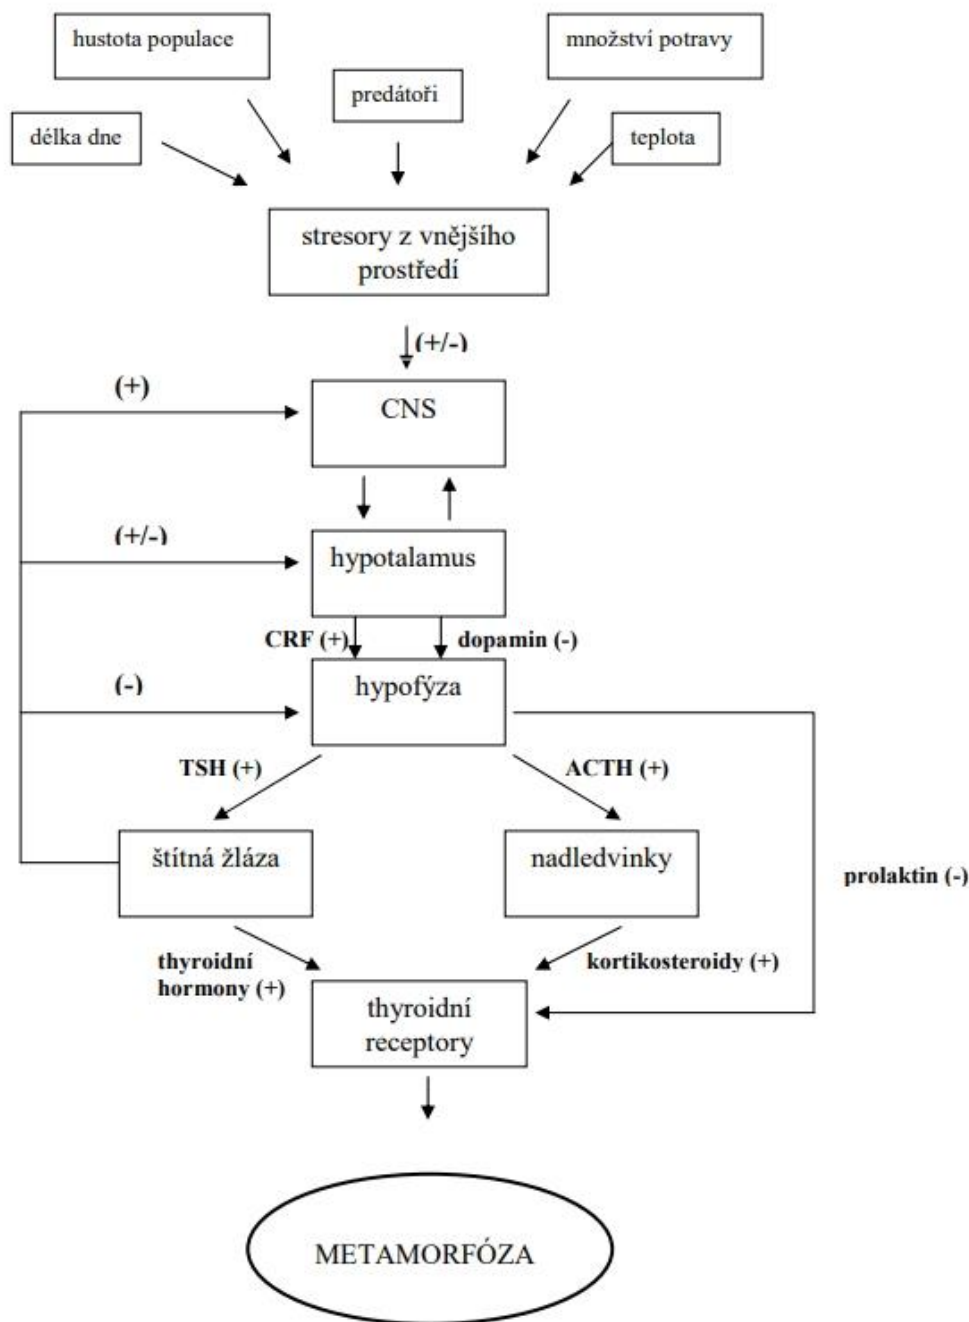 hustota populace
množství potravy
predátoři
délka dne
teplota
stresory z vnějšího
prostředí
(+/-)
(+)
CNS
(+/-)
hypotalamus
CRF (+)
dopamin (-)
(-)
hypofýza
TSH (+)
ACTH (+)
štítná žláza
nadledvinky
prolaktin (-)
thyroidní
hormony (+)
kortikosteroidy (+)
thyroidní
receptory
METAMORFÓZA